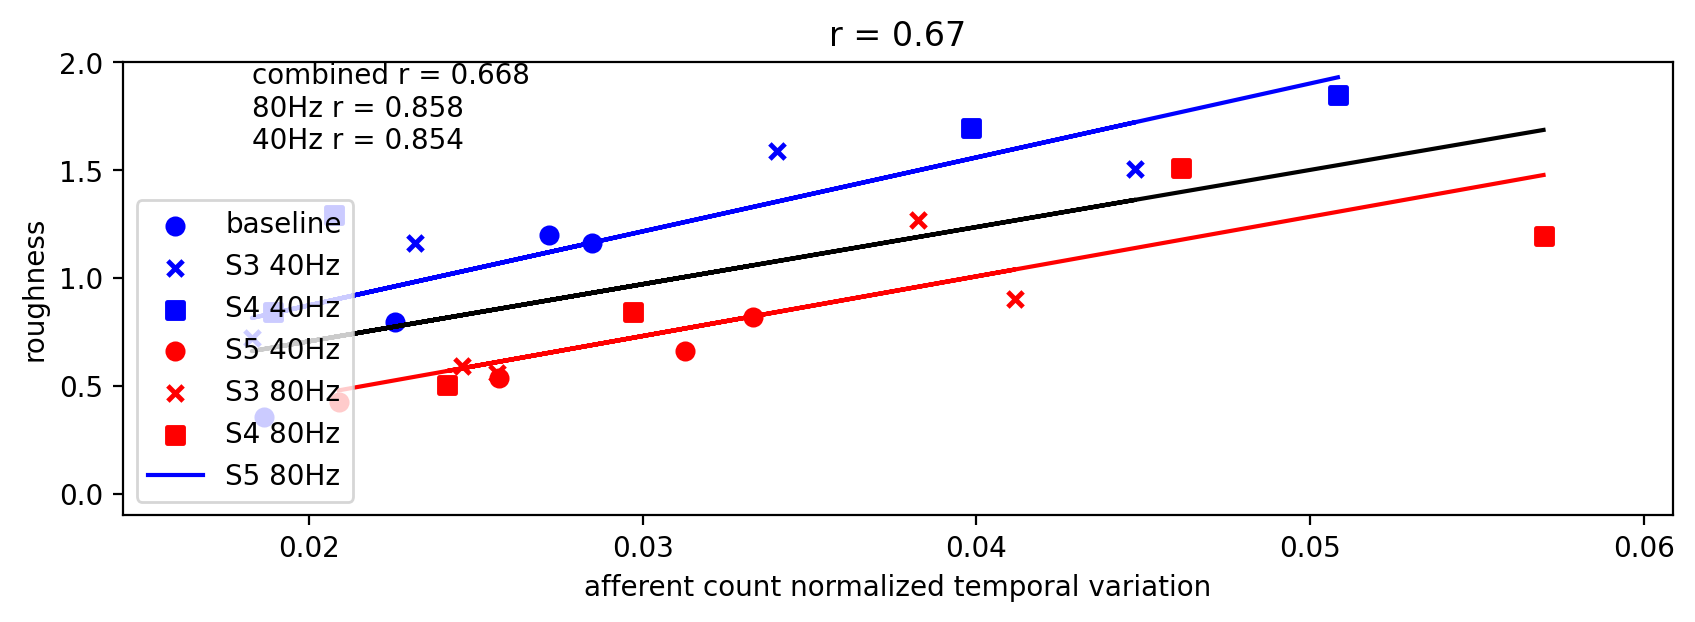 r = 0.67
combined r = 0.668
80Hz r = 0.858
40Hz r = 0.854
2.0
1.5
1.0
0.5
0.0
roughness
baseline
S3 40Hz
S4 40Hz
S5 40Hz
S3 80Hz
S4 80Hz
S5 80Hz
0.02 0.03 0.04 0.05 0.06
afferent count normalized temporal variation